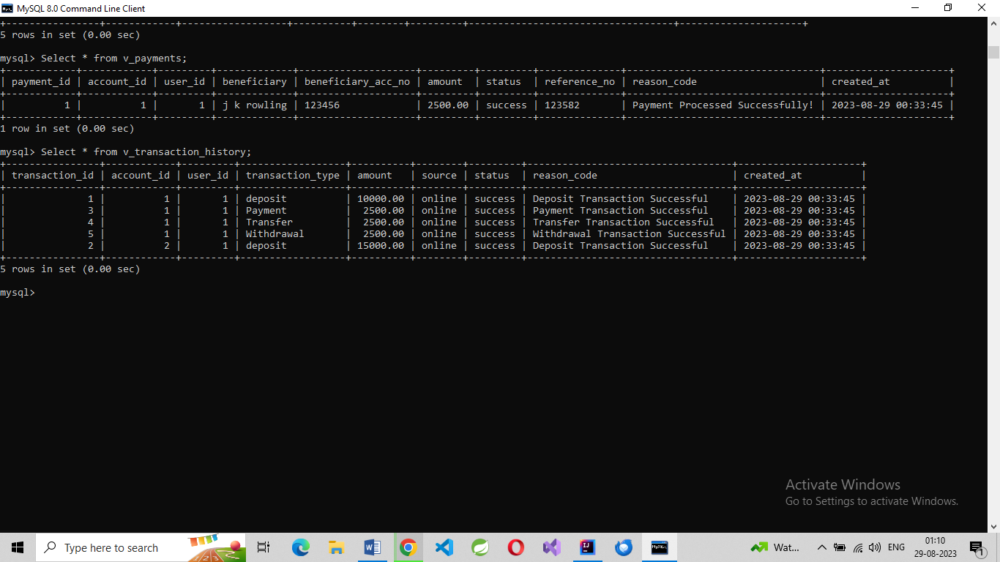 MySQL 8.0 Command Line Client
+----------------+------------+------------------+----------+--------+---------+-----------------------------------+---------------------+
5 rows in set (0.00 sec)
mysql> Select * from v_payments;
+------------+------------+---------+-------------+--------------------+---------+---------+--------------+---------------------------------+---------------------+
| payment_id | account_id | user_id | beneficiary | beneficiary_acc_no | amount  | status  | reference_no | reason_code                     | created_at          |
+------------+------------+---------+-------------+--------------------+---------+---------+--------------+---------------------------------+---------------------+
|          1 |          1 |       1 | j k rowling | 123456             | 2500.00 | success | 123582       | Payment Processed Successfully! | 2023-08-29 00:33:45 |
+------------+------------+---------+-------------+--------------------+---------+---------+--------------+---------------------------------+---------------------+
1 row in set (0.00 sec)
mysql> Select * from v_transaction_history;
+----------------+------------+---------+------------------+----------+--------+---------+-----------------------------------+---------------------+
| transaction_id | account_id | user_id | transaction_type | amount   | source | status  | reason_code                       | created_at          |
+----------------+------------+---------+------------------+----------+--------+---------+-----------------------------------+---------------------+
|              1 |          1 |       1 | deposit          | 10000.00 | online | success | Deposit Transaction Successful    | 2023-08-29 00:33:45 |
|              3 |          1 |       1 | Payment          |  2500.00 | online | success | Payment Transaction Successful    | 2023-08-29 00:33:45 |
|              4 |          1 |       1 | Transfer         |  2500.00 | online | success | Transfer Transaction Successful   | 2023-08-29 00:33:45 |
|              5 |          1 |       1 | Withdrawal       |  2500.00 | online | success | Withdrawal Transaction Successful | 2023-08-29 00:33:45 |
|              2 |          2 |       1 | deposit          | 15000.00 | online | success | Deposit Transaction Successful    | 2023-08-29 00:33:45 |
+----------------+------------+---------+------------------+----------+--------+---------+-----------------------------------+---------------------+
5 rows in set (0.00 sec)
mysql>
Activate Windows
Go to Settings to activate Windows.
Type here to search
Wat...
ENG
01:10
29-08-2023
1